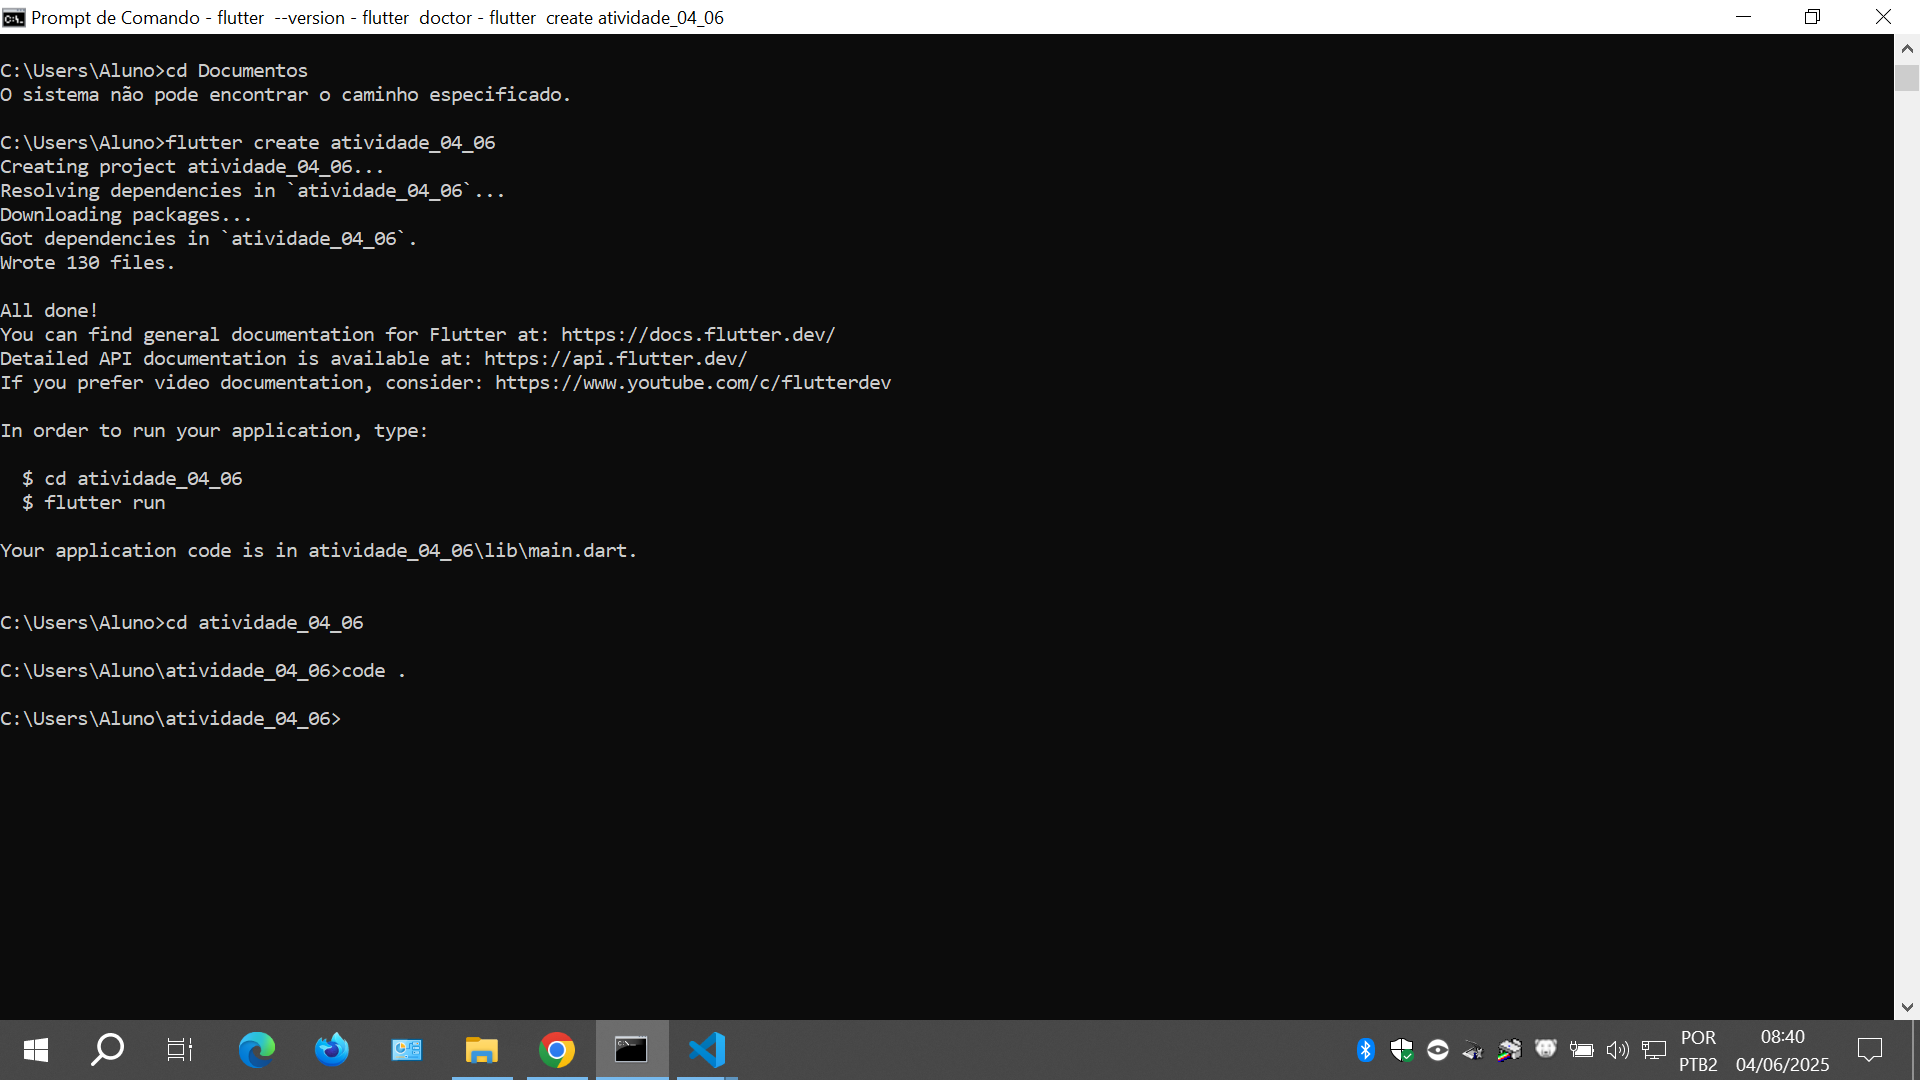 Prompt de Comando - flutter  --version - flutter  doctor - flutter  create atividade_04_06
C:\Users\Aluno>cd Documentos
O sistema não pode encontrar o caminho especificado.
C:\Users\Aluno>flutter create atividade_04_06
Creating project atividade_04_06...
Resolving dependencies in `atividade_04_06`...
Downloading packages...
Got dependencies in `atividade_04_06`.
Wrote 130 files.
All done!
You can find general documentation for Flutter at: https://docs.flutter.dev/
Detailed API documentation is available at: https://api.flutter.dev/
If you prefer video documentation, consider: https://www.youtube.com/c/flutterdev
In order to run your application, type:
  $ cd atividade_04_06
  $ flutter run
Your application code is in atividade_04_06\lib\main.dart.
C:\Users\Aluno>cd atividade_04_06
C:\Users\Aluno\atividade_04_06>code .
C:\Users\Aluno\atividade_04_06>
POR
PTB2
08:40
04/06/2025